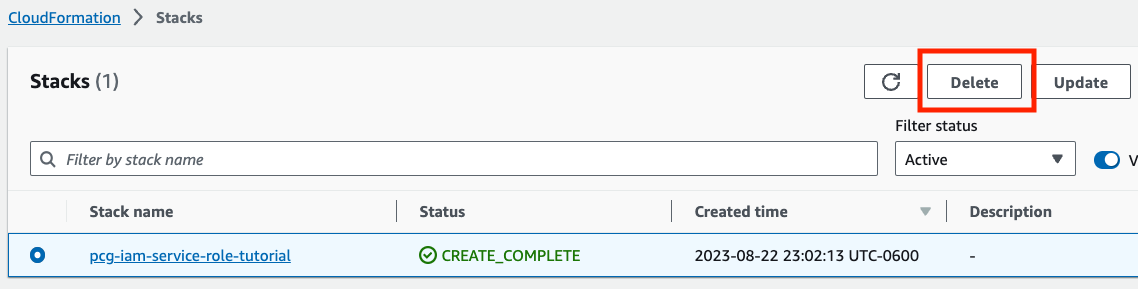 CloudFormation > Stacks
Stacks (1)
Delete
Update
Filter status
Filter by stack name
Active
V
Stack name
Status
Created time
Description
pcg-iam-service-role-tutorial
CREATE_COMPLETE
2023-08-22 23:02:13 UTC-0600
-